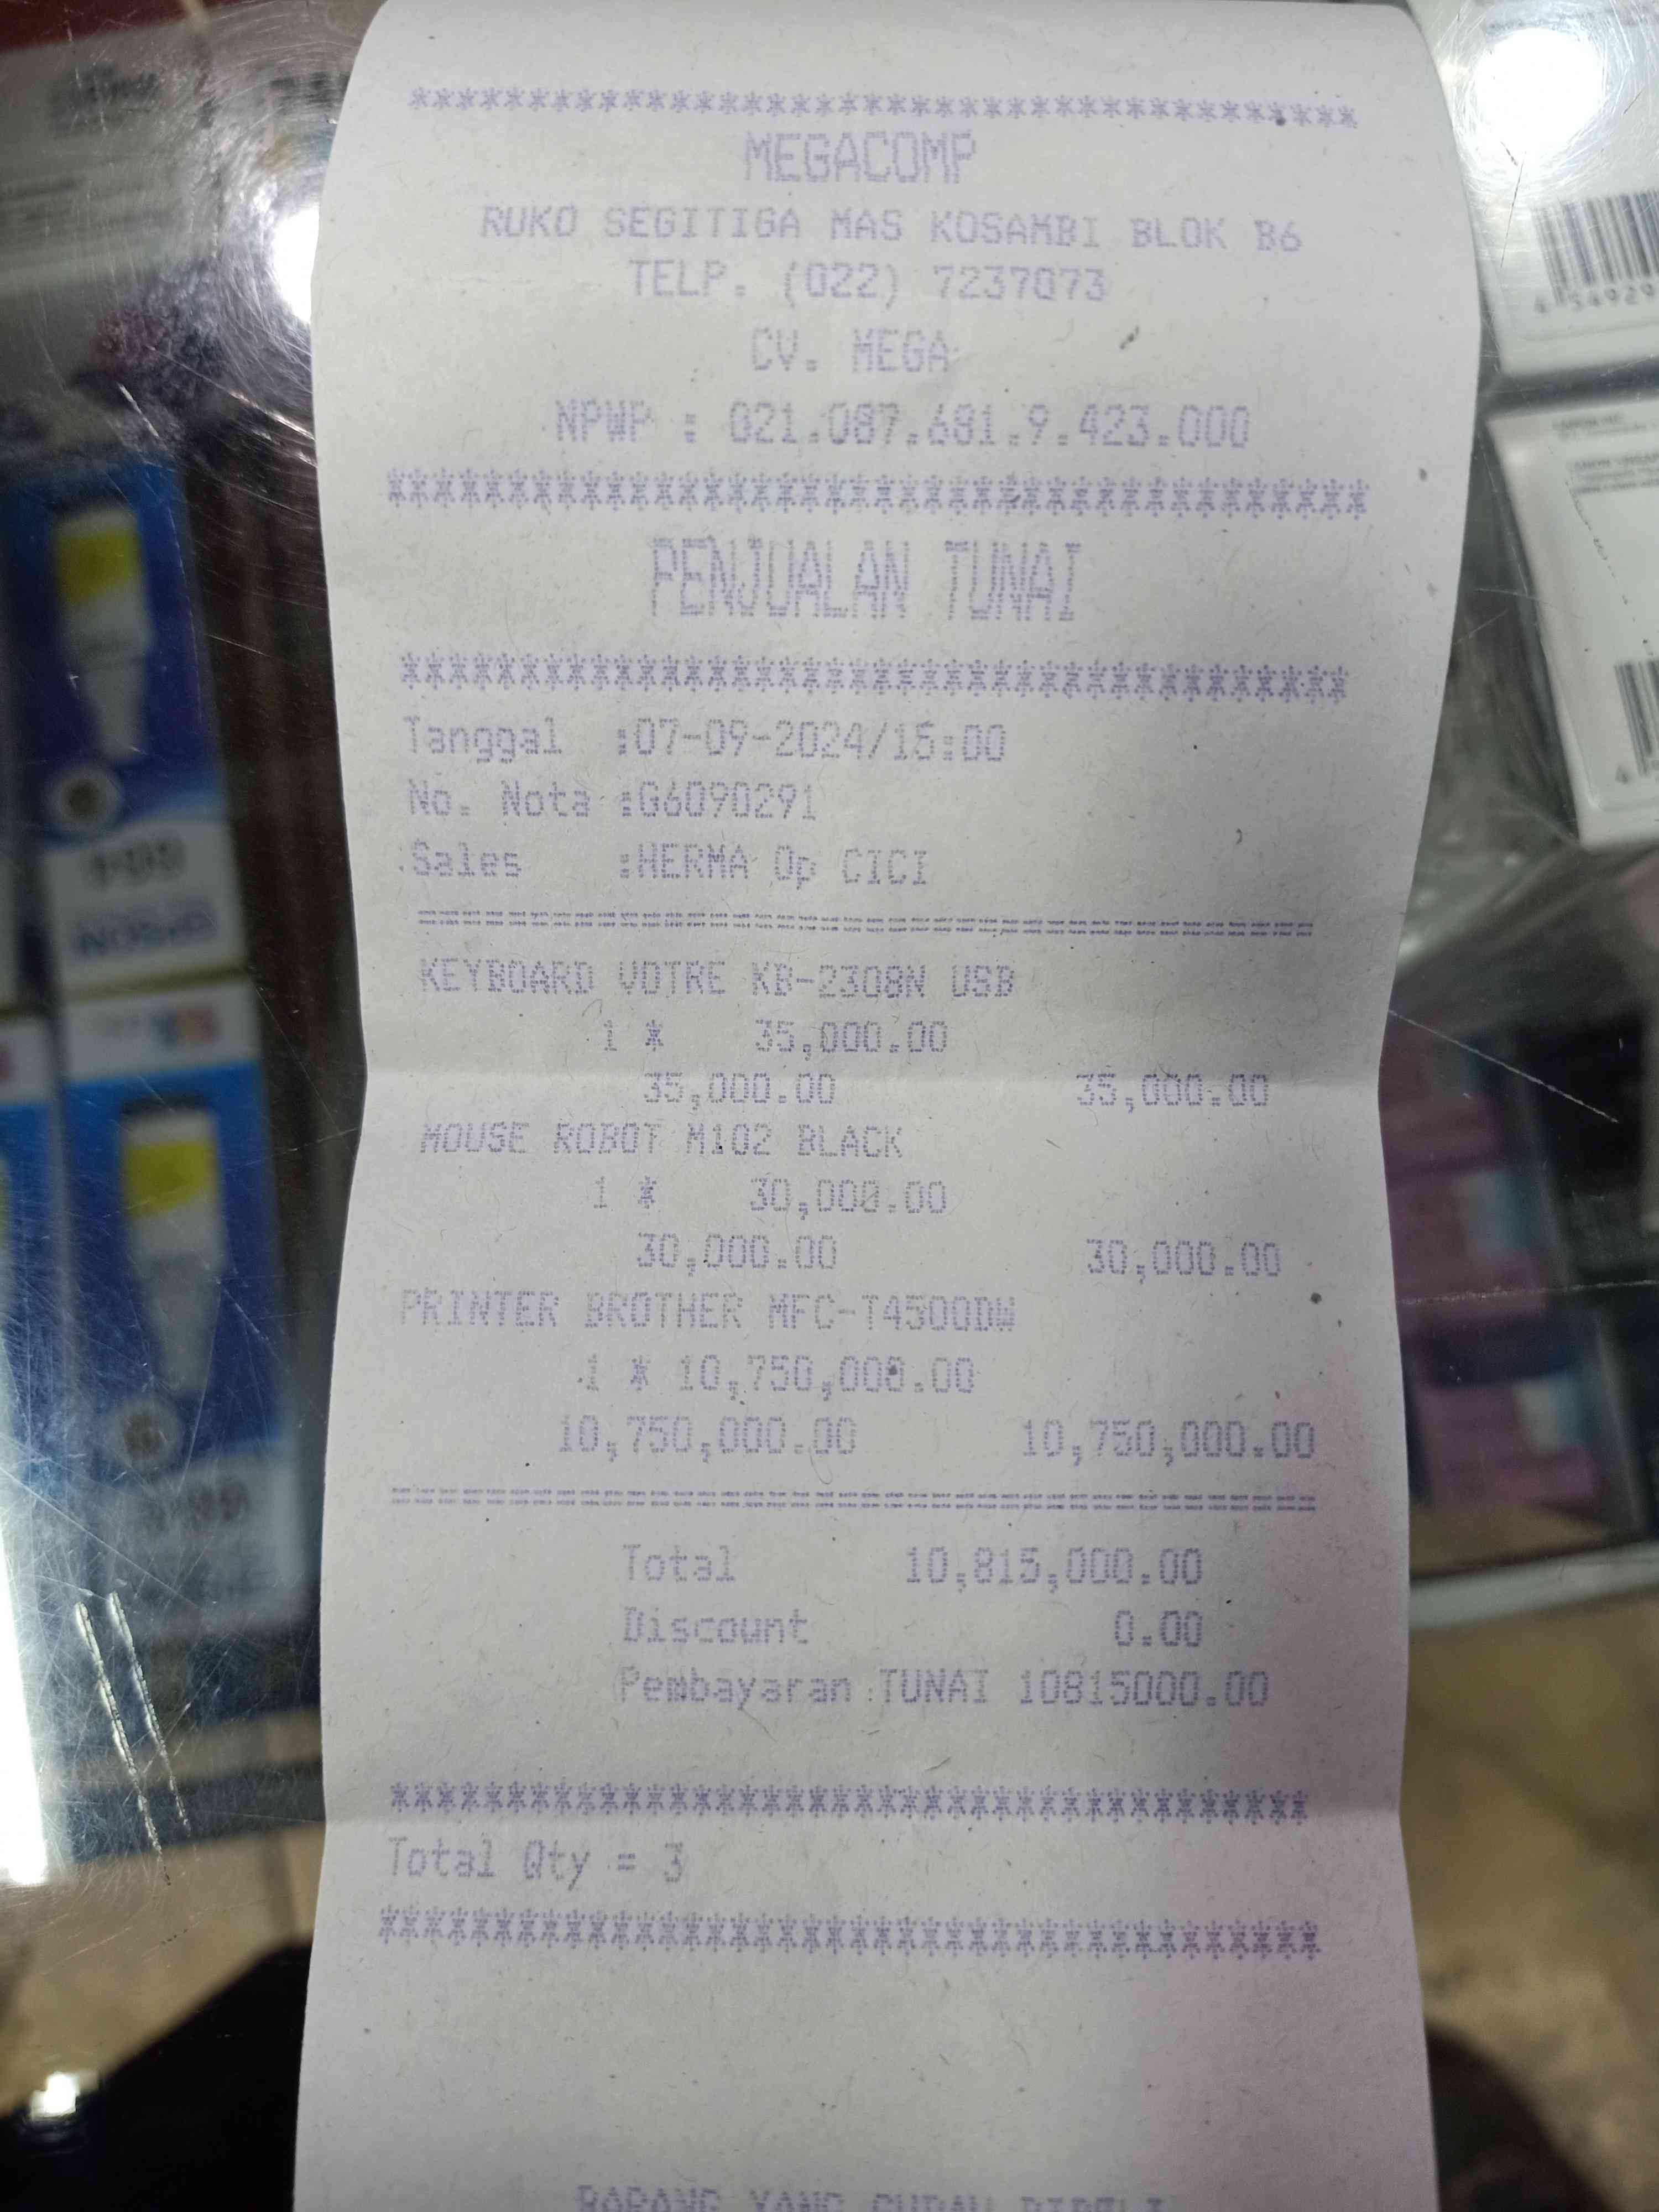 ****************************************
MEGACOMP
RUKO SEGITIGA MAS KOSAMBI BLOK B6
TELP. (022) 7237073
CV. MEGA
NPWP : 021.087.681.9.423.000
****************************************
PENJUALAN TUNAI
****************************************
Tanggal :07-09-2024/15:00
No. Nota :G6090291
Sales :HERMA Op CICI
========================================
KEYBOARD VOTRE KB-2308N USB
1 * 35,000.00
35,000.00 35,000.00
MOUSE ROBOT M102 BLACK
1 * 30,000.00
30,000.00 30,000.00
PRINTER BROTHER MFC-T4500DW
1 * 10,750,000.00
10,750,000.00 10,750,000.00
========================================
Total 10,815,000.00
Discount 0.00
Pembayaran TUNAI 10815000.00
****************************************
Total Qty = 3
****************************************
BARANG YANG SUDAH DIBELI